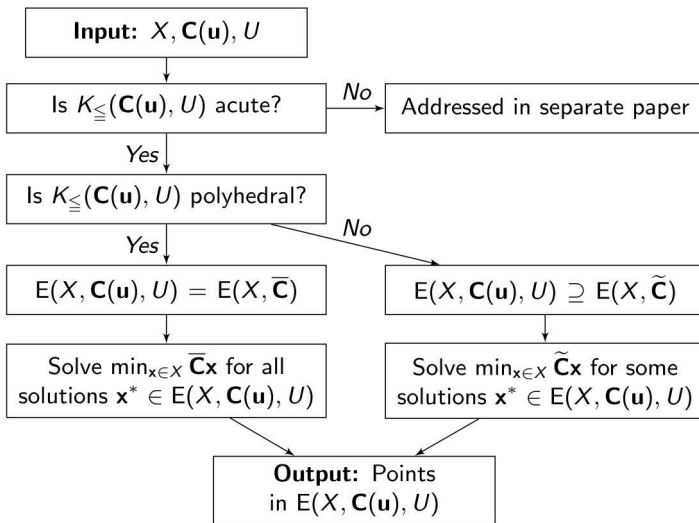 Input: X, C(u), U
Is K≦(C(u), U) acute?
No
Addressed in separate paper
Yes
Is K≦(C(u), U) polyhedral?
Yes
No
E(X, C(u), U) = E(X, C̅)
E(X, C(u), U) ⊇ E(X, C̃)
Solve min_{x∈X} C̅x for all
solutions x* ∈ E(X, C(u), U)
Solve min_{x∈X} C̃x for some
solutions x* ∈ E(X, C(u), U)
Output: Points
in E(X, C(u), U)